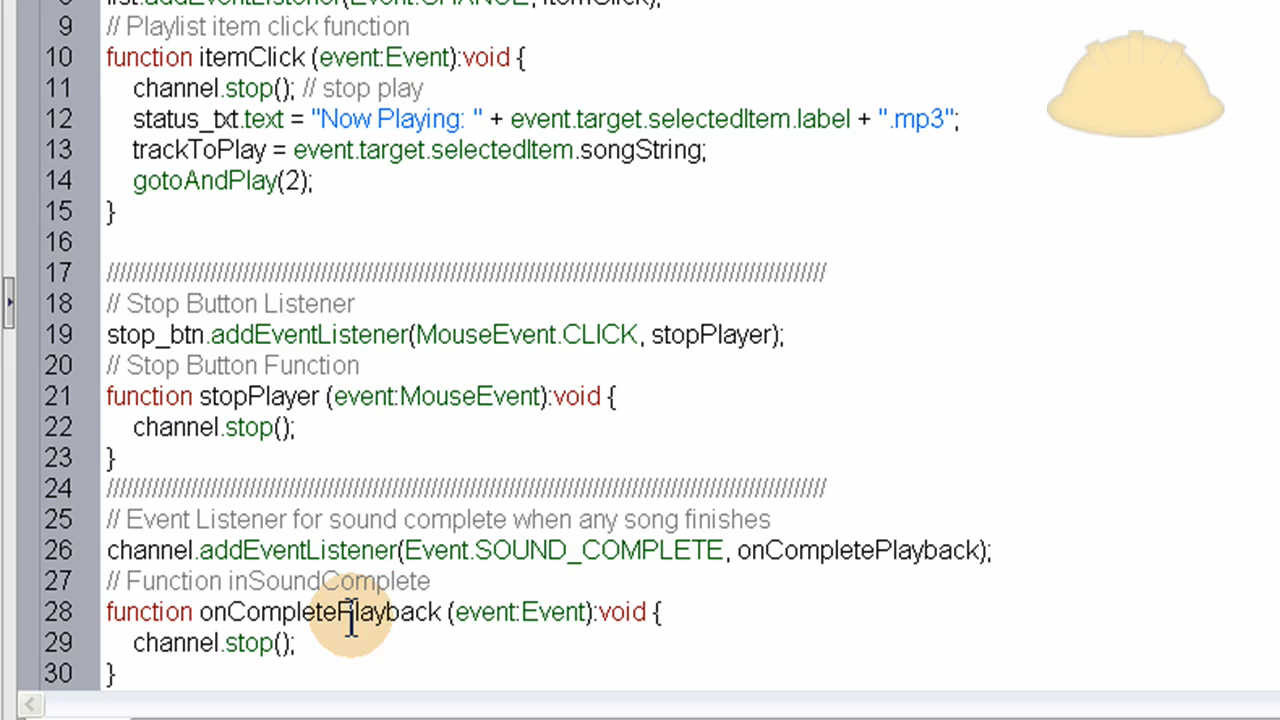 9 // Playlist item click function
10 function itemClick (event:Event):void {
11 channel.stop(); // stop play
12 status_txt.text = "Now Playing: " + event.target.selectedItem.label + ".mp3";
13 trackToPlay = event.target.selectedItem.songString;
14 gotoAndPlay(2);
15 }
16
17 ////////////////////////////////////////////////////////////////////////////////////////////////////////////
18 // Stop Button Listener
19 stop_btn.addEventListener(MouseEvent.CLICK, stopPlayer);
20 // Stop Button Function
21 function stopPlayer (event:MouseEvent):void {
22 channel.stop();
23 }
24 ////////////////////////////////////////////////////////////////////////////////////////////////////////////
25 // Event Listener for sound complete when any song finishes
26 channel.addEventListener(Event.SOUND_COMPLETE, onCompletePlayback);
27 // Function inSoundComplete
28 function onCompletePlayback (event:Event):void {
29 channel.stop();
30 }